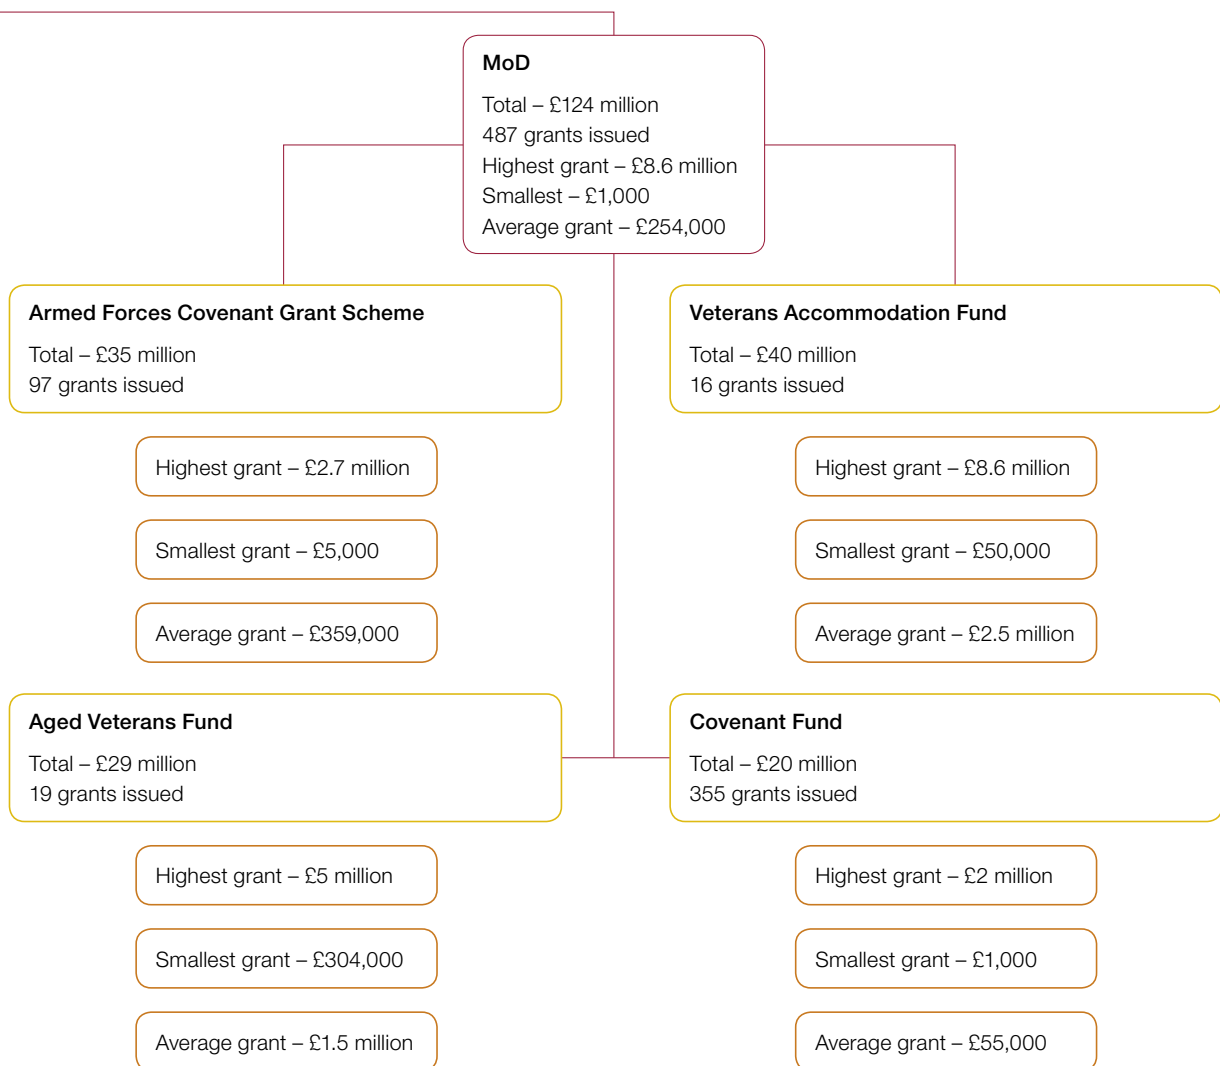 MoD
Total – £124 million
487 grants issued
Highest grant – £8.6 million
Smallest – £1,000
Average grant – £254,000
Armed Forces Covenant Grant Scheme
Total – £35 million
97 grants issued
Highest grant – £2.7 million
Smallest grant – £5,000
Average grant – £359,000
Veterans Accommodation Fund
Total – £40 million
16 grants issued
Highest grant – £8.6 million
Smallest grant – £50,000
Average grant – £2.5 million
Aged Veterans Fund
Total – £29 million
19 grants issued
Highest grant – £5 million
Smallest grant – £304,000
Average grant – £1.5 million
Covenant Fund
Total – £20 million
355 grants issued
Highest grant – £2 million
Smallest grant – £1,000
Average grant – £55,000